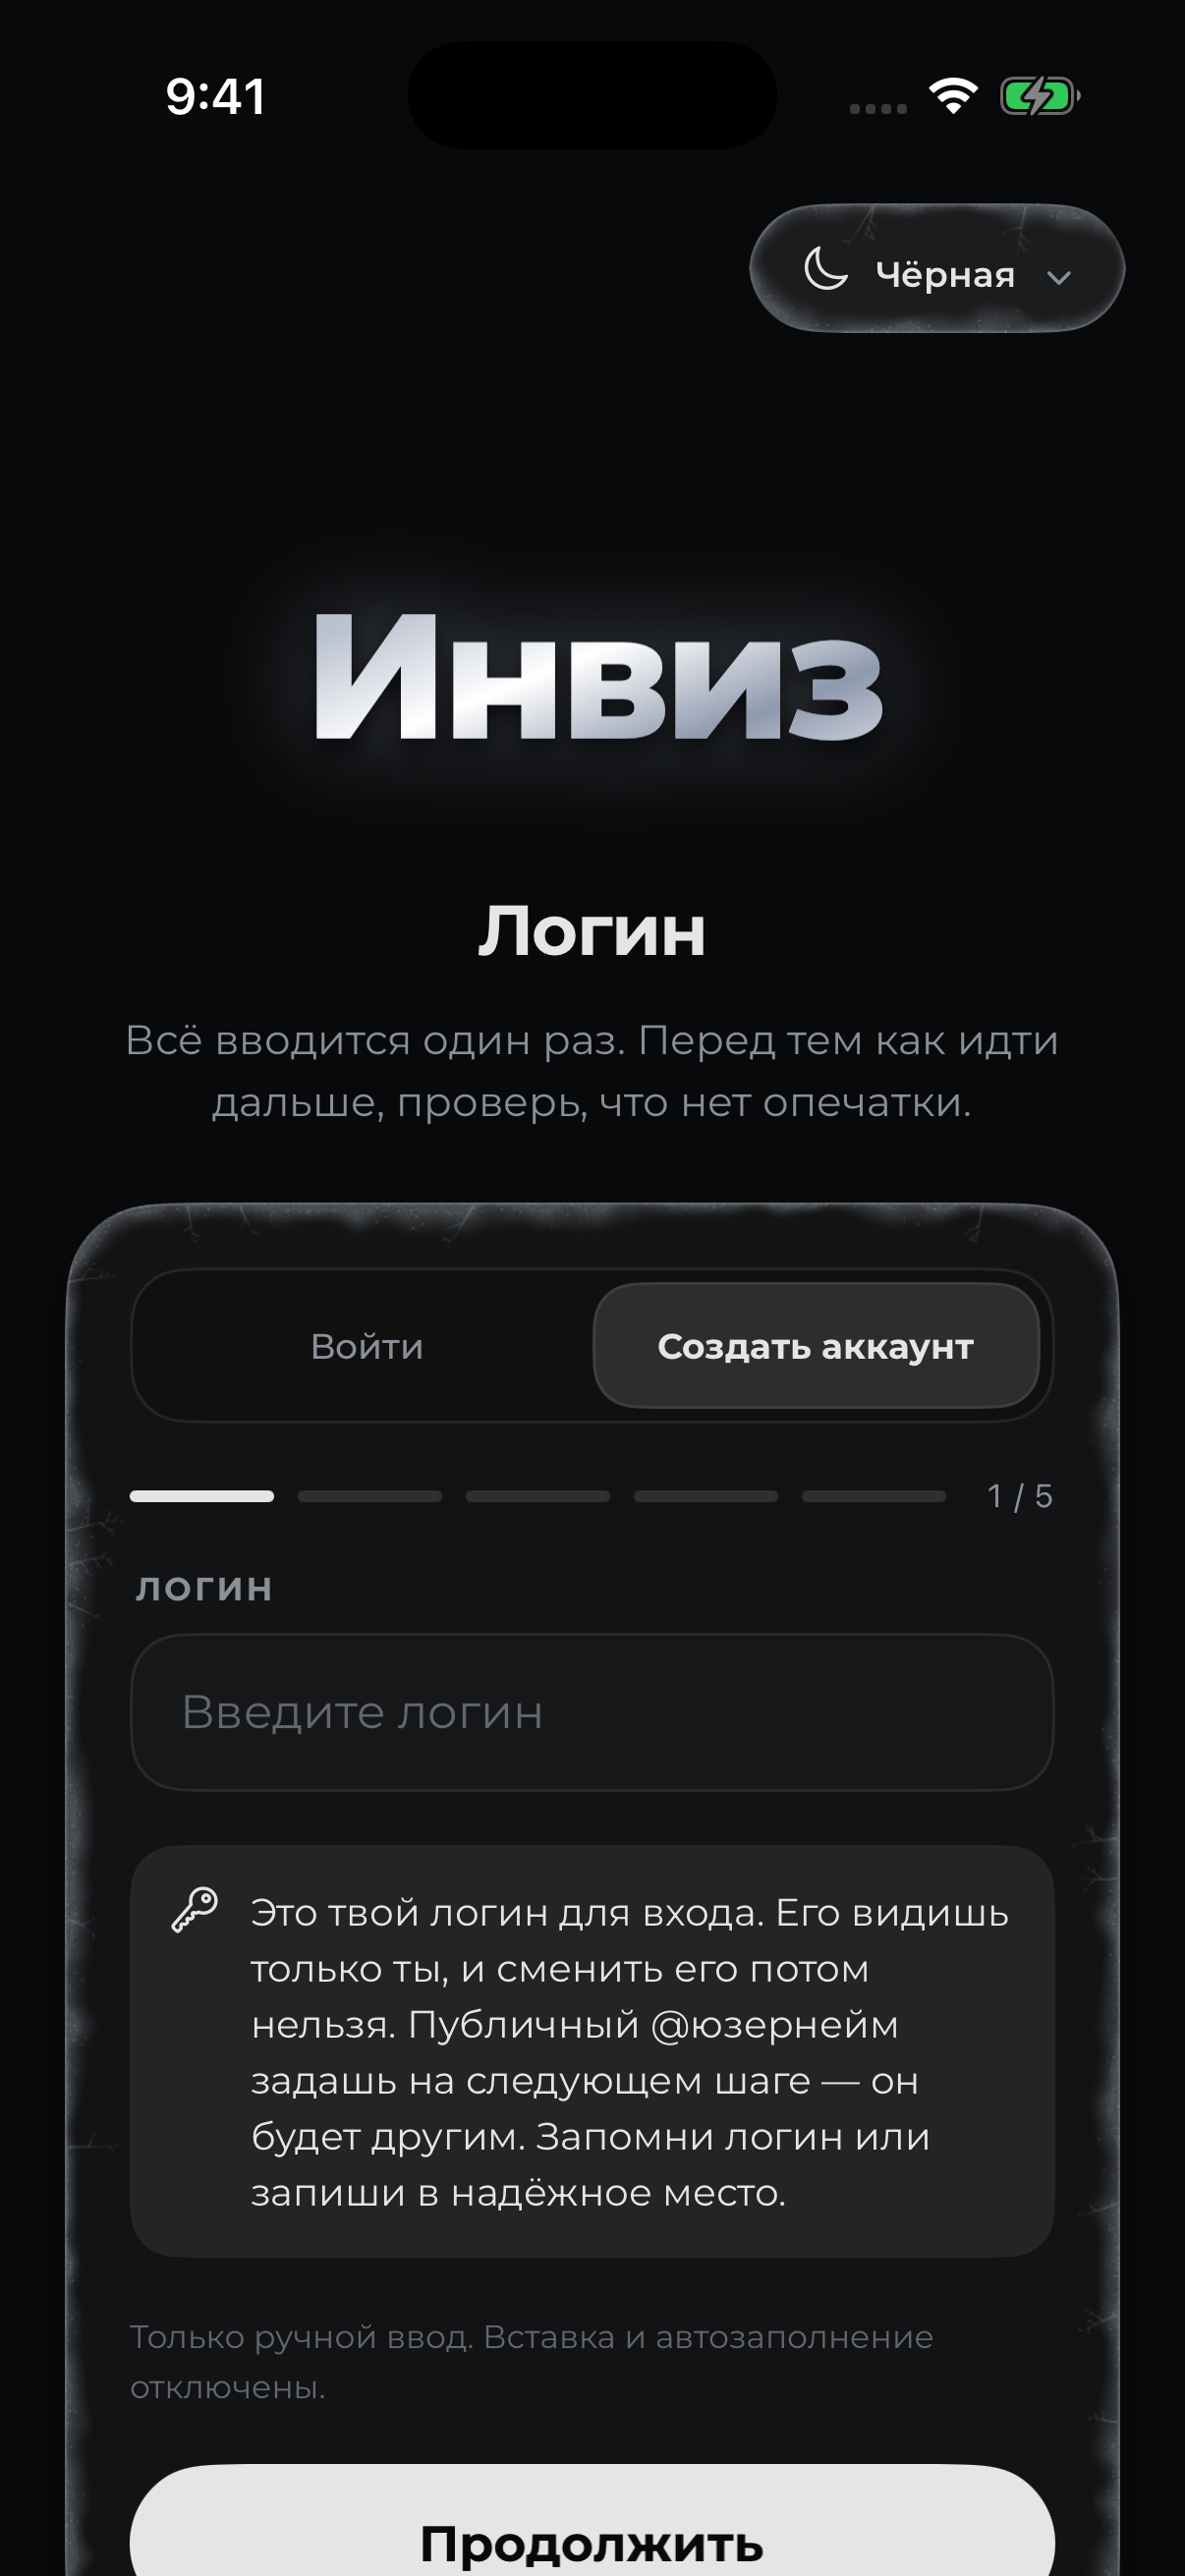 9:41
Чёрная
Инвиз
Логин
Всё вводится один раз. Перед тем как идти
дальше, проверь, что нет опечатки.
Войти
Создать аккаунт
1 / 5
ЛОГИН
Введите логин
Это твой логин для входа. Его видишь
только ты, и сменить его потом
нельзя. Публичный @юзернейм
задашь на следующем шаге — он
будет другим. Запомни логин или
запиши в надёжное место.
Только ручной ввод. Вставка и автозаполнение
отключены.
Продолжить